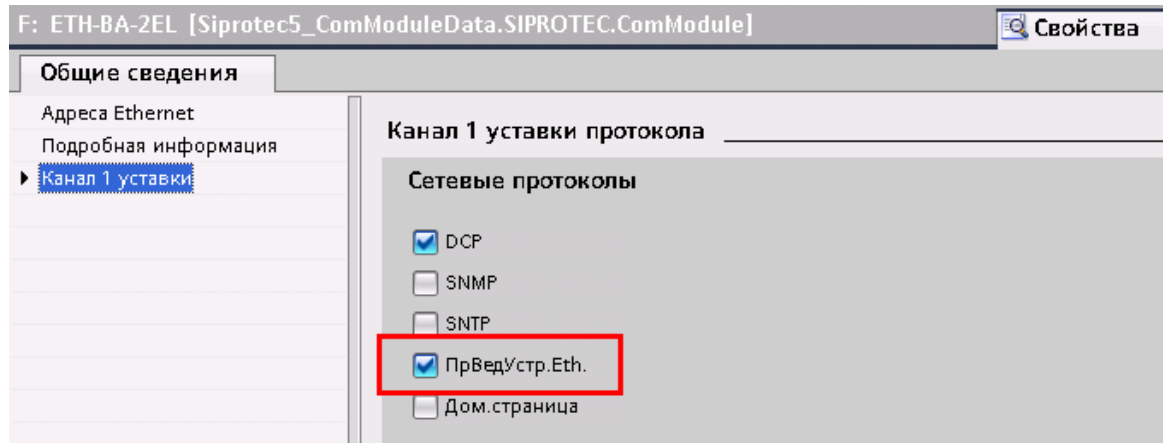 F: ETH-BA-2EL [Siprotec5_ComModuleData.SIPROTEC.ComModule]
Свойства
Общие сведения
Адреса Ethernet
Подробная информация
Канал 1 уставки
Канал 1 уставки протокола
Сетевые протоколы
DCP
SNMP
SNTP
ПрВедУстр.Eth.
Дом.страница